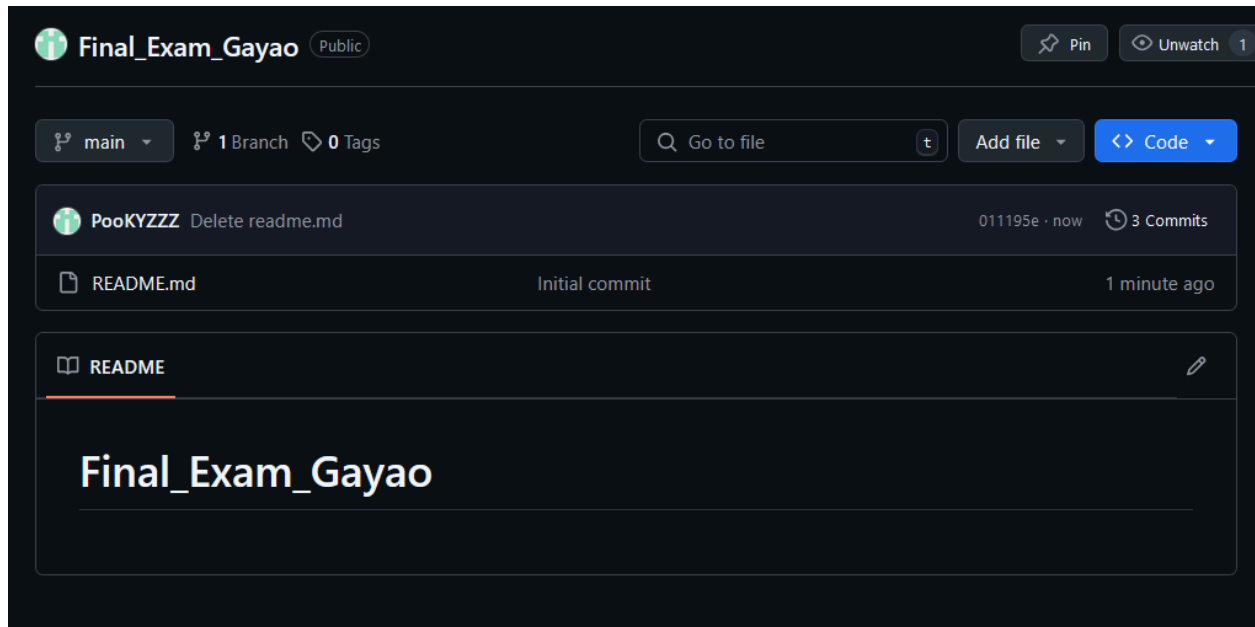 Final_Exam_Gayao Public Pin Unwatch 1
main 1 Branch 0 Tags Go to file t Add file Code
PooKYZZZ Delete readme.md 011195e · now 3 Commits
README.md Initial commit 1 minute ago
README
Final_Exam_Gayao